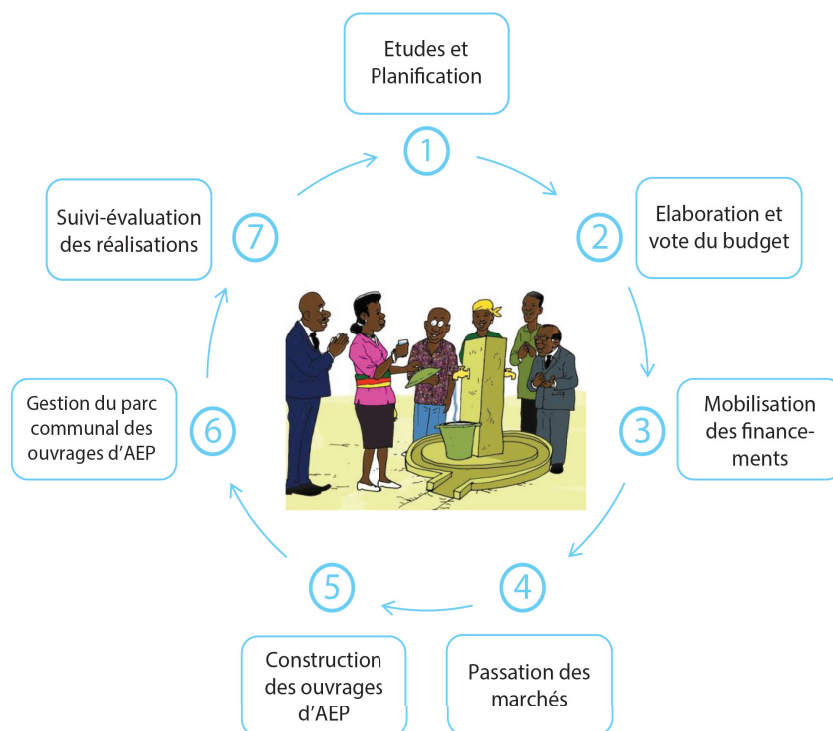 Etudes et
Planification
1
2
Elaboration et
vote du budget
3
Mobilisation
des finance-
ments
4
Passation des
marchés
5
Construction
des ouvrages
d'AEP
6
Gestion du parc
communal des
ouvrages d'AEP
7
Suivi-évaluation
des réalisations